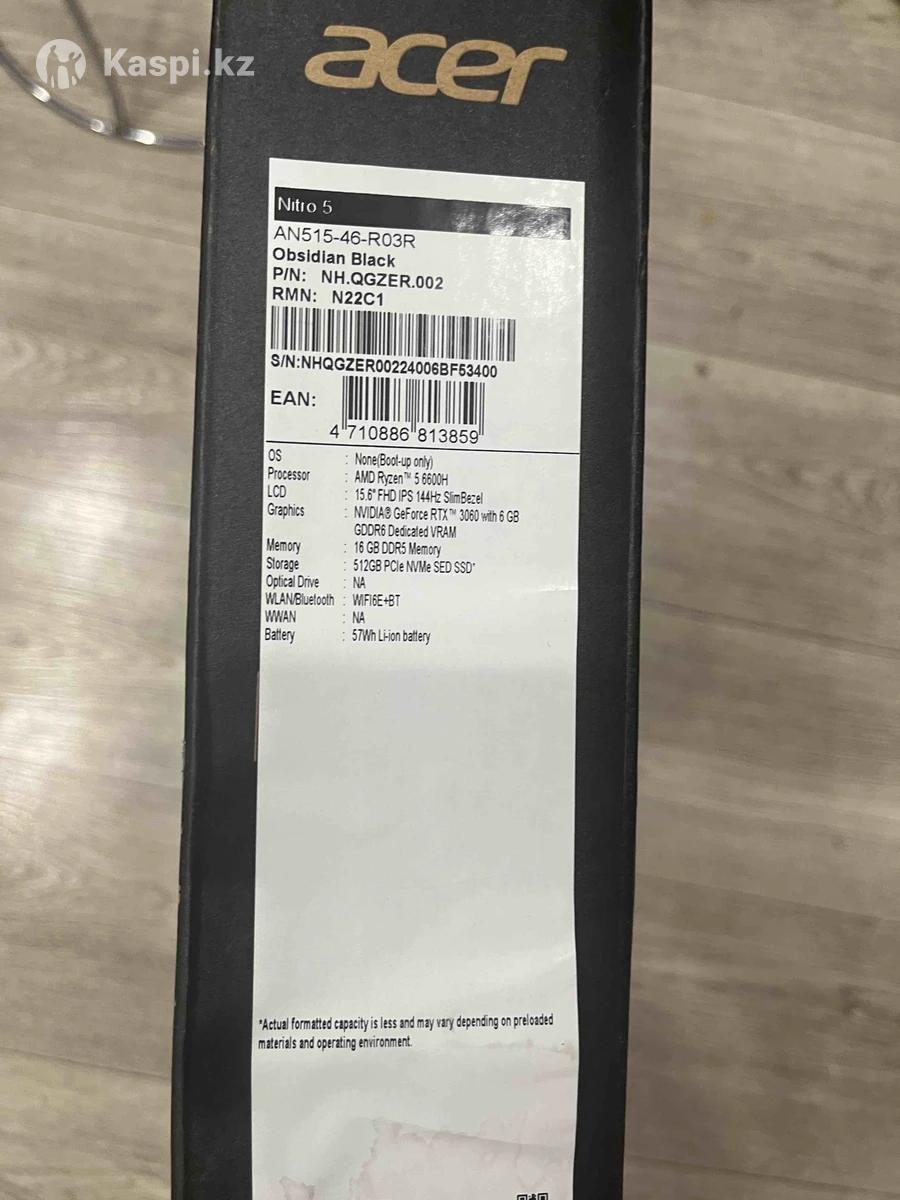 Kaspi.kz
acer
Nitro 5
AN515-46-R03R
Obsidian Black
P/N: NH.QGZER.002
RMN: N22C1
S/N:NHQGZER00224006BF53400
EAN:
4 710886 813859
OS : None(Boot-up only)
Processor : AMD Ryzen™ 5 6600H
LCD : 15.6" FHD IPS 144Hz SlimBezel
Graphics : NVIDIA® GeForce RTX™ 3060 with 6 GB
GDDR6 Dedicated VRAM
Memory : 16 GB DDR5 Memory
Storage : 512GB PCIe NVMe SED SSD*
Optical Drive : NA
WLAN/Bluetooth : WIFI6E+BT
WWAN : NA
Battery : 57Wh Li-ion battery
*Actual formatted capacity is less and may vary depending on preloaded
materials and operating environment.